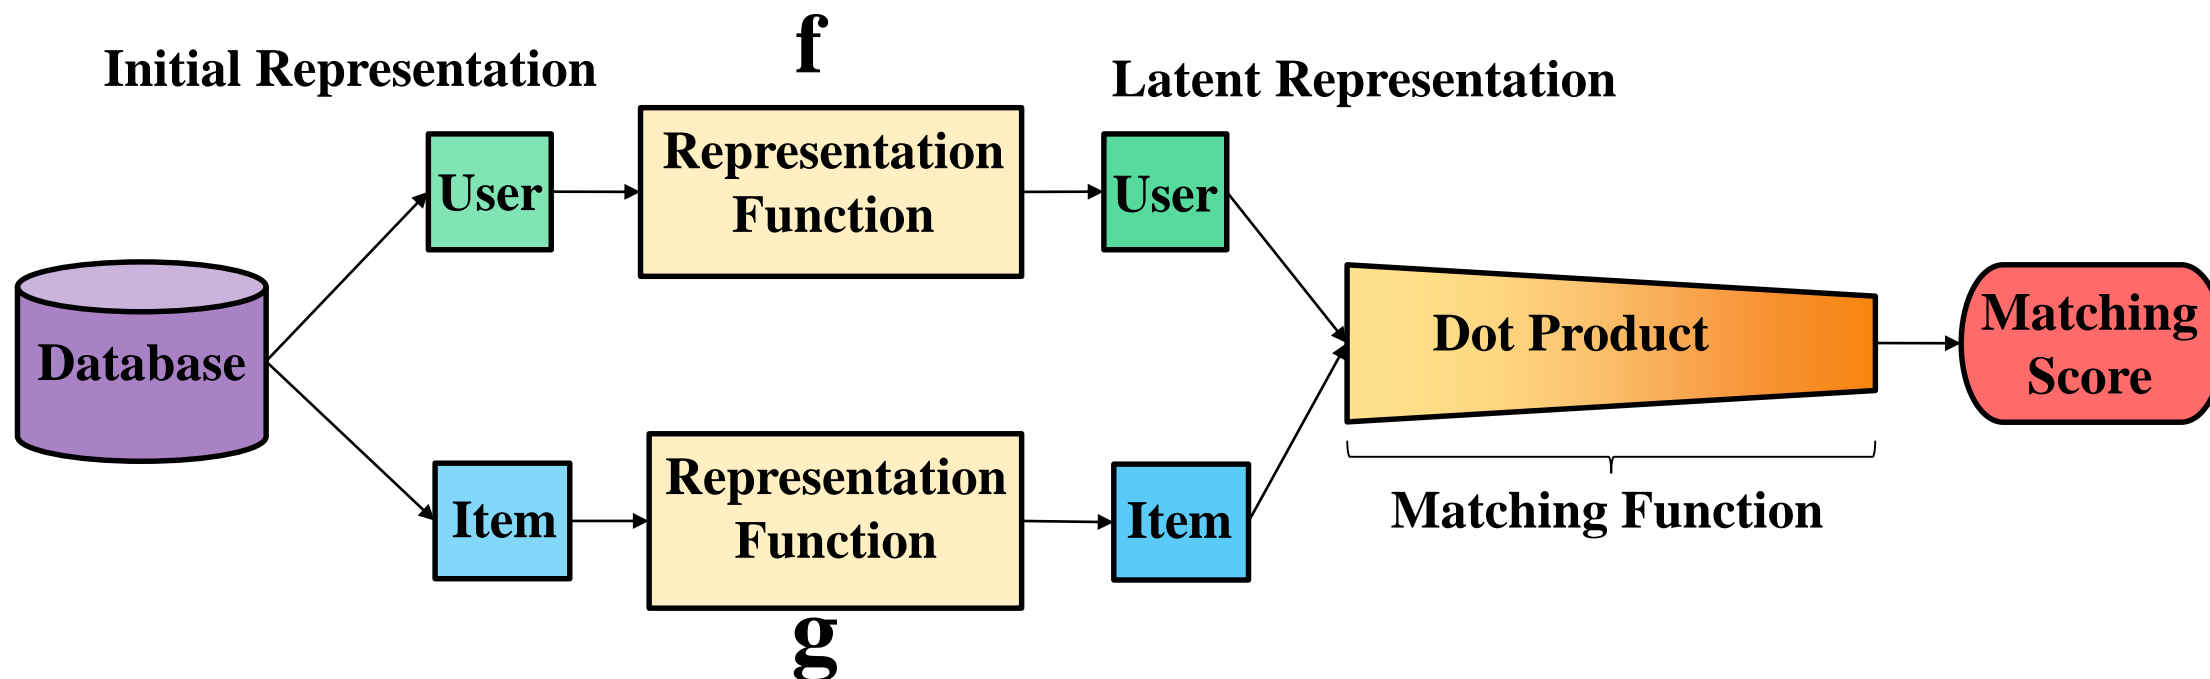 f
Initial Representation
Latent Representation
Representation
Function
User
User
Database
Dot Product
Matching
Score
Representation
Function
Item
Item
Matching Function
g